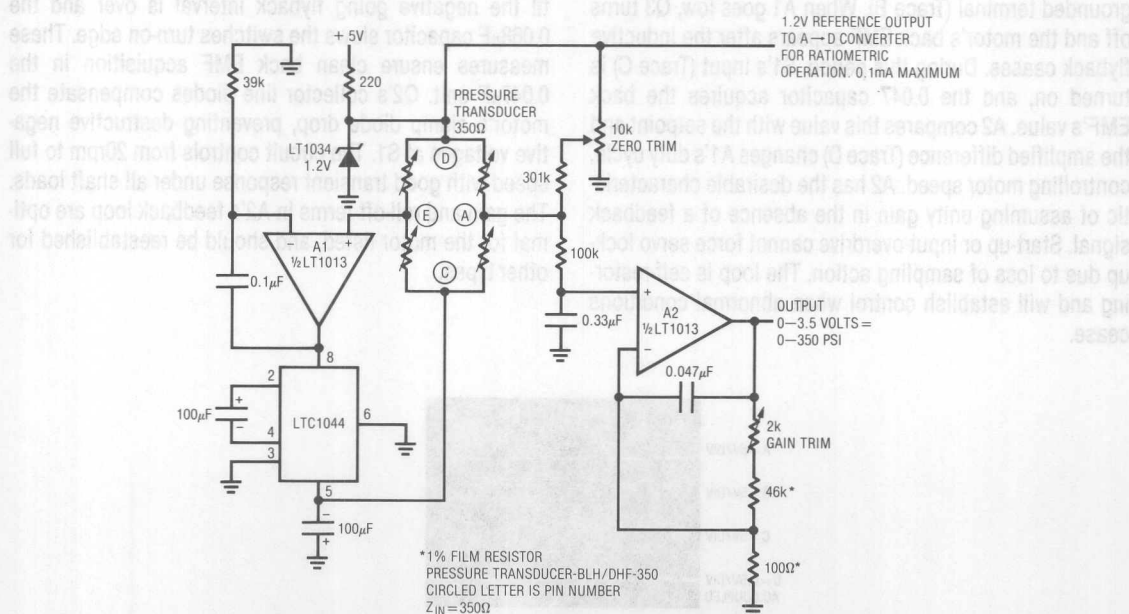 1.2V REFERENCE OUTPUT
TO A→D CONVERTER
FOR RATIOMETRIC
OPERATION. 0.1mA MAXIMUM
+ 5V
39k
220
PRESSURE
TRANSDUCER
350Ω
LT1034
1.2V
D
E
A
C
10k
ZERO TRIM
301k
100k
0.33µF
− +
A1
½LT1013
0.1µF
8
2
4
3
5
6
LTC1044
100µF
+
−
−
100µF
+
+
A2
½LT1013
−
OUTPUT
0—3.5 VOLTS =
0—350 PSI
0.047µF
2k
GAIN TRIM
46k*
100Ω*
*1% FILM RESISTOR
PRESSURE TRANSDUCER-BLH/DHF-350
CIRCLED LETTER IS PIN NUMBER
ZIN = 350Ω